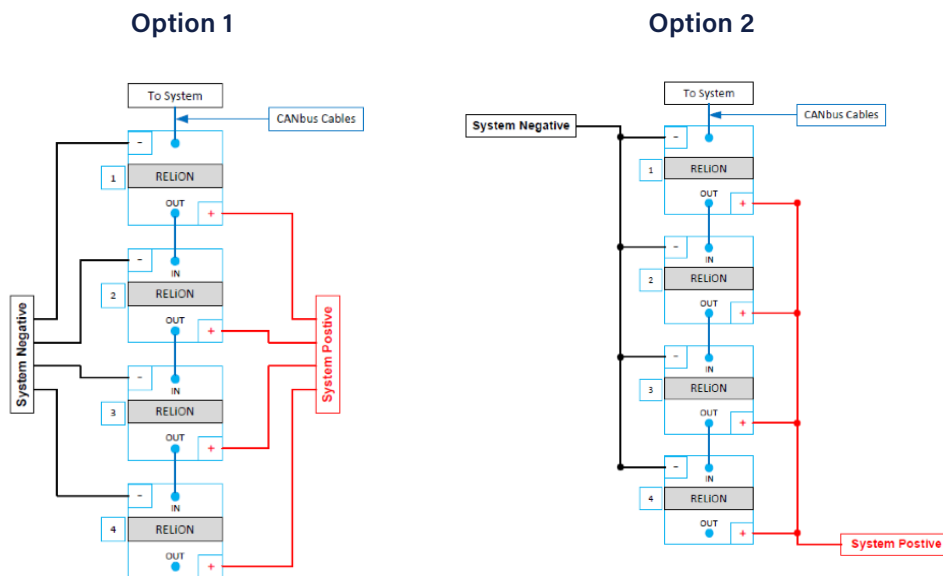 Option 1
To System
CANbus Cables
-
1
RELiON
OUT
+
-
IN
2
RELiON
OUT
+
System Negative
System Postive
-
IN
3
RELiON
OUT
+
-
IN
4
RELiON
OUT
+
Option 2
To System
CANbus Cables
System Negative
-
1
RELiON
OUT
+
-
IN
2
RELiON
OUT
+
-
IN
3
RELiON
OUT
+
-
IN
4
RELiON
OUT
+
System Postive